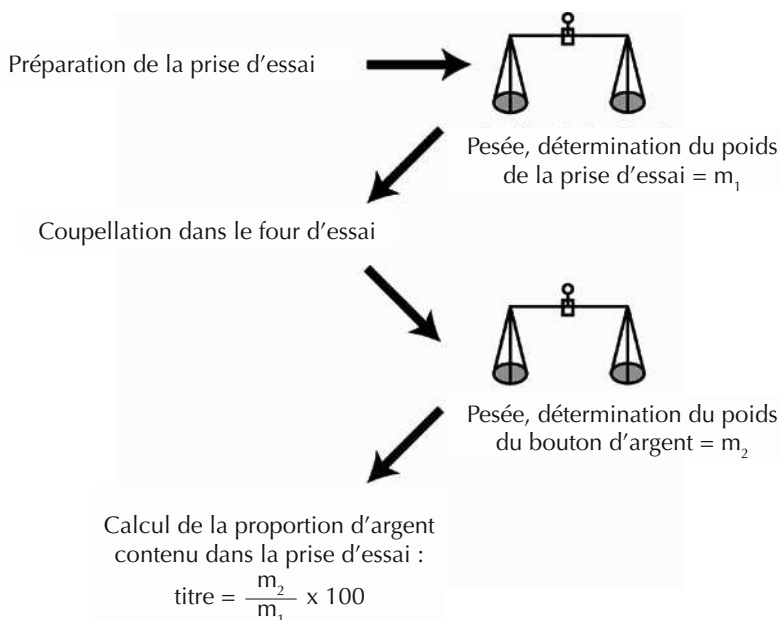 Préparation de la prise d'essai
Pesée, détermination du poids
de la prise d'essai = m₁
Coupellation dans le four d'essai
Pesée, détermination du poids
du bouton d'argent = m₂
Calcul de la proportion d'argent
contenu dans la prise d'essai :
titre = m₂ / m₁ x 100